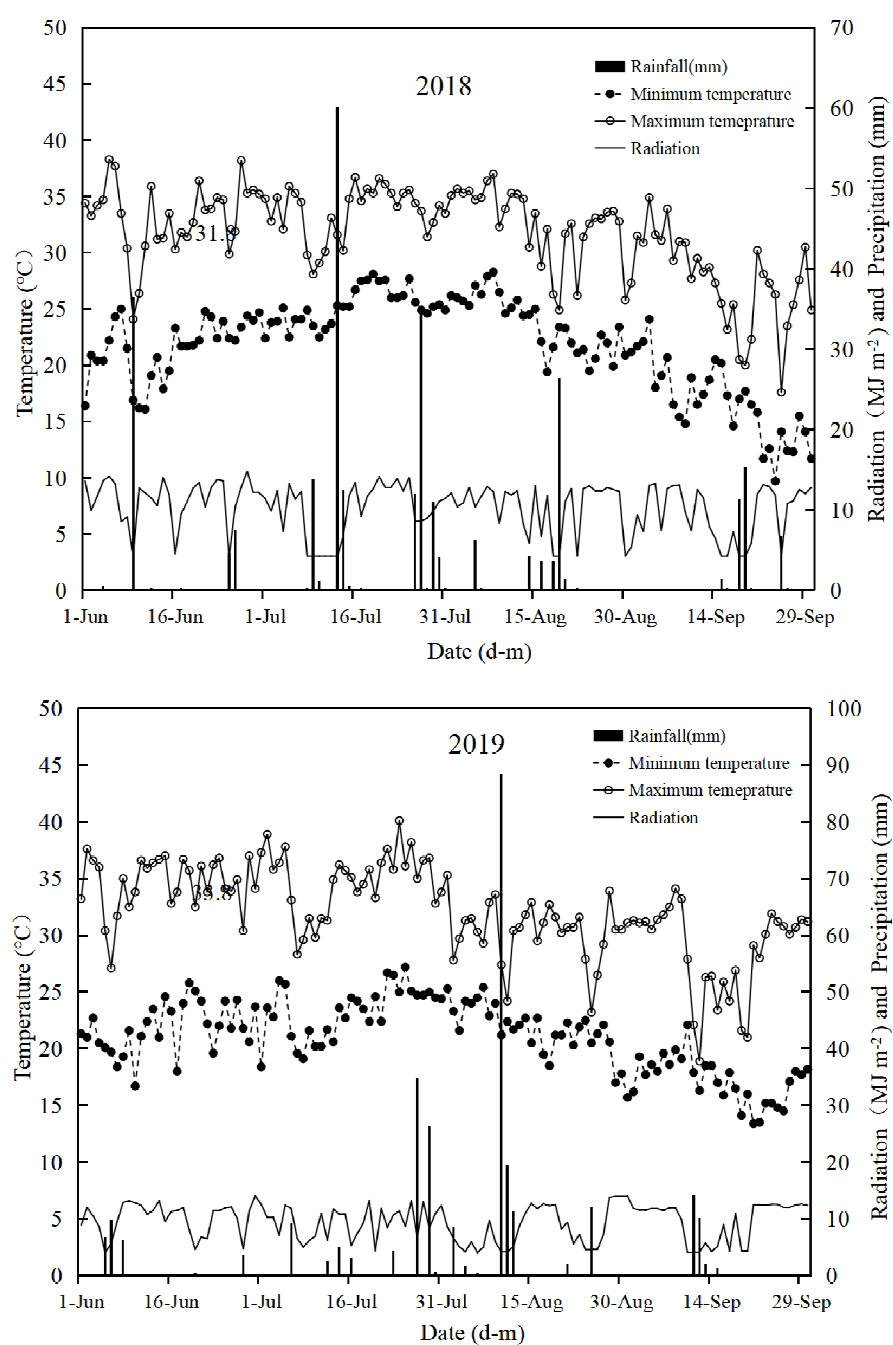 50
45
40
35
30
25
20
15
10
5
0
Temperature (°C)
2018
Rainfall(mm)
Minimum temperature
Maximum temeprature
Radiation
70
60
50
40
30
20
10
0
Radiation (MJ m-2) and Precipitation (mm)
1-Jun 16-Jun 1-Jul 16-Jul 31-Jul 15-Aug 30-Aug 14-Sep 29-Sep
Date (d-m)
50
45
40
35
30
25
20
15
10
5
0
Temperature (°C)
2019
Rainfall(mm)
Minimum temperature
Maximum temeprature
Radiation
100
90
80
70
60
50
40
30
20
10
0
Radiation (MJ m-2) and Precipitation (mm)
1-Jun 16-Jun 1-Jul 16-Jul 31-Jul 15-Aug 30-Aug 14-Sep 29-Sep
Date (d-m)